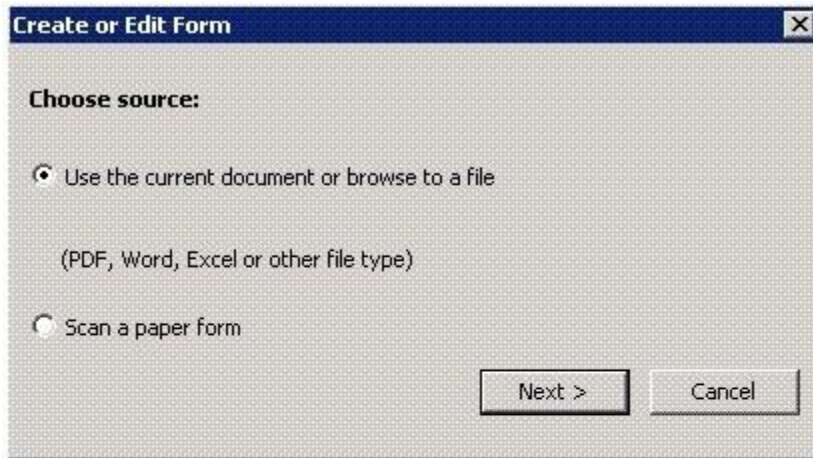 Create or Edit Form
Choose source:
Use the current document or browse to a file
(PDF, Word, Excel or other file type)
Scan a paper form
Next > Cancel